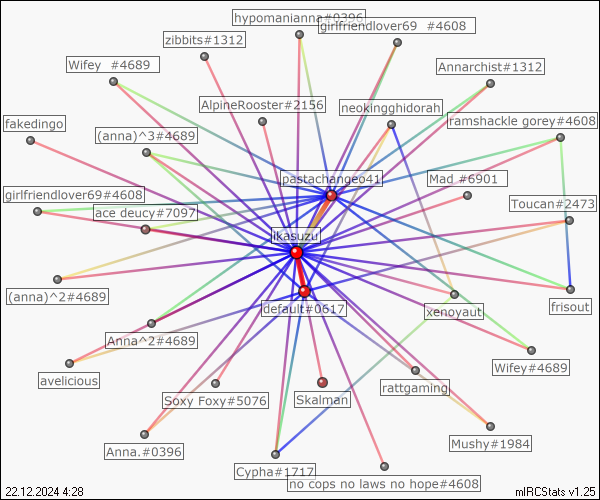 hypomanianna#0396
girlfriendlover69 #4608
zibbits#1312
Wifey #4689
Annarchist#1312
AlpineRooster#2156
neokingghidorah
fakedingo
ramshackle gorey#4608
(anna)^3#4689
pastachangeo41
Mad_#6901
girlfriendlover69#4608
Toucan#2473
ace deucy#7097
ikasuzu
(anna)^2#4689
default#0617
xenoyaut
frisout
Anna^2#4689
Wifey#4689
avelicious
rattgaming
Soxy Foxy#5076
Skalman
Mushy#1984
Anna.#0396
Cypha#1717
no cops no laws no hope#4608
22.12.2024 4:28
mIRCStats v1.25